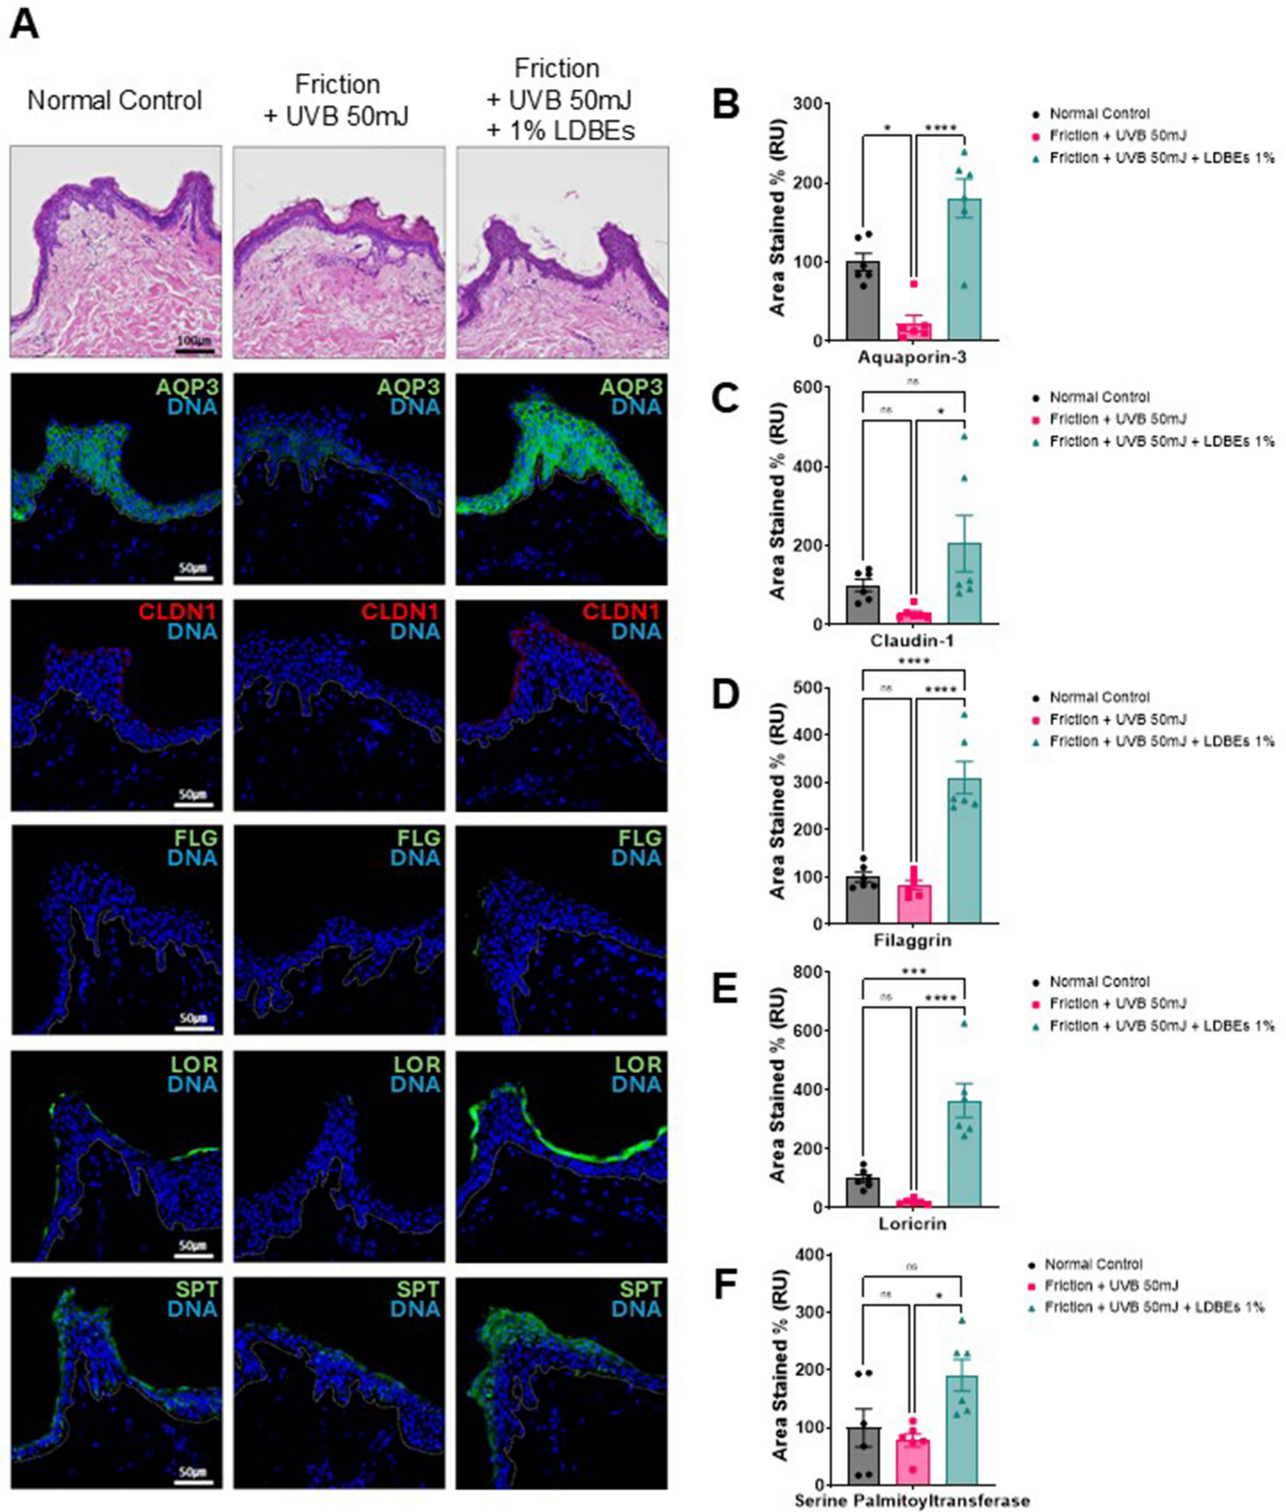 A
Normal Control
Friction
+ UVB 50mJ
Friction
+ UVB 50mJ
+ 1% LDBEs
100µm
AQP3
DNA
50µm
AQP3
DNA
AQP3
DNA
CLDN1
DNA
50µm
CLDN1
DNA
CLDN1
DNA
FLG
DNA
50µm
FLG
DNA
FLG
DNA
LOR
DNA
50µm
LOR
DNA
LOR
DNA
SPT
DNA
50µm
SPT
DNA
SPT
DNA
B
Area Stained % (RU)
300
200
100
0
* ****
Aquaporin-3
Normal Control
Friction + UVB 50mJ
Friction + UVB 50mJ + LDBEs 1%
C
Area Stained % (RU)
600
400
200
0
ns
ns *
Claudin-1
Normal Control
Friction + UVB 50mJ
Friction + UVB 50mJ + LDBEs 1%
D
Area Stained % (RU)
500
400
300
200
100
0
****
ns ****
Filaggrin
Normal Control
Friction + UVB 50mJ
Friction + UVB 50mJ + LDBEs 1%
E
Area Stained % (RU)
800
600
400
200
0
***
ns ****
Loricrin
Normal Control
Friction + UVB 50mJ
Friction + UVB 50mJ + LDBEs 1%
F
Area Stained % (RU)
400
300
200
100
0
ns
ns *
Serine Palmitoyltransferase
Normal Control
Friction + UVB 50mJ
Friction + UVB 50mJ + LDBEs 1%